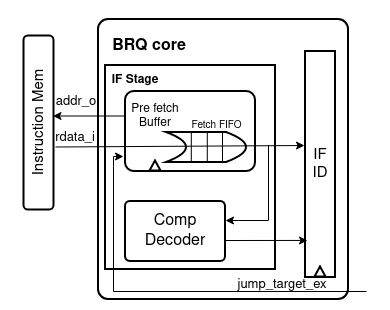 BRQ core
IF Stage
Instruction Mem
addr_o
rdata_i
Pre fetch
Buffer
Fetch FIFO
IF
ID
Comp
Decoder
jump_target_ex